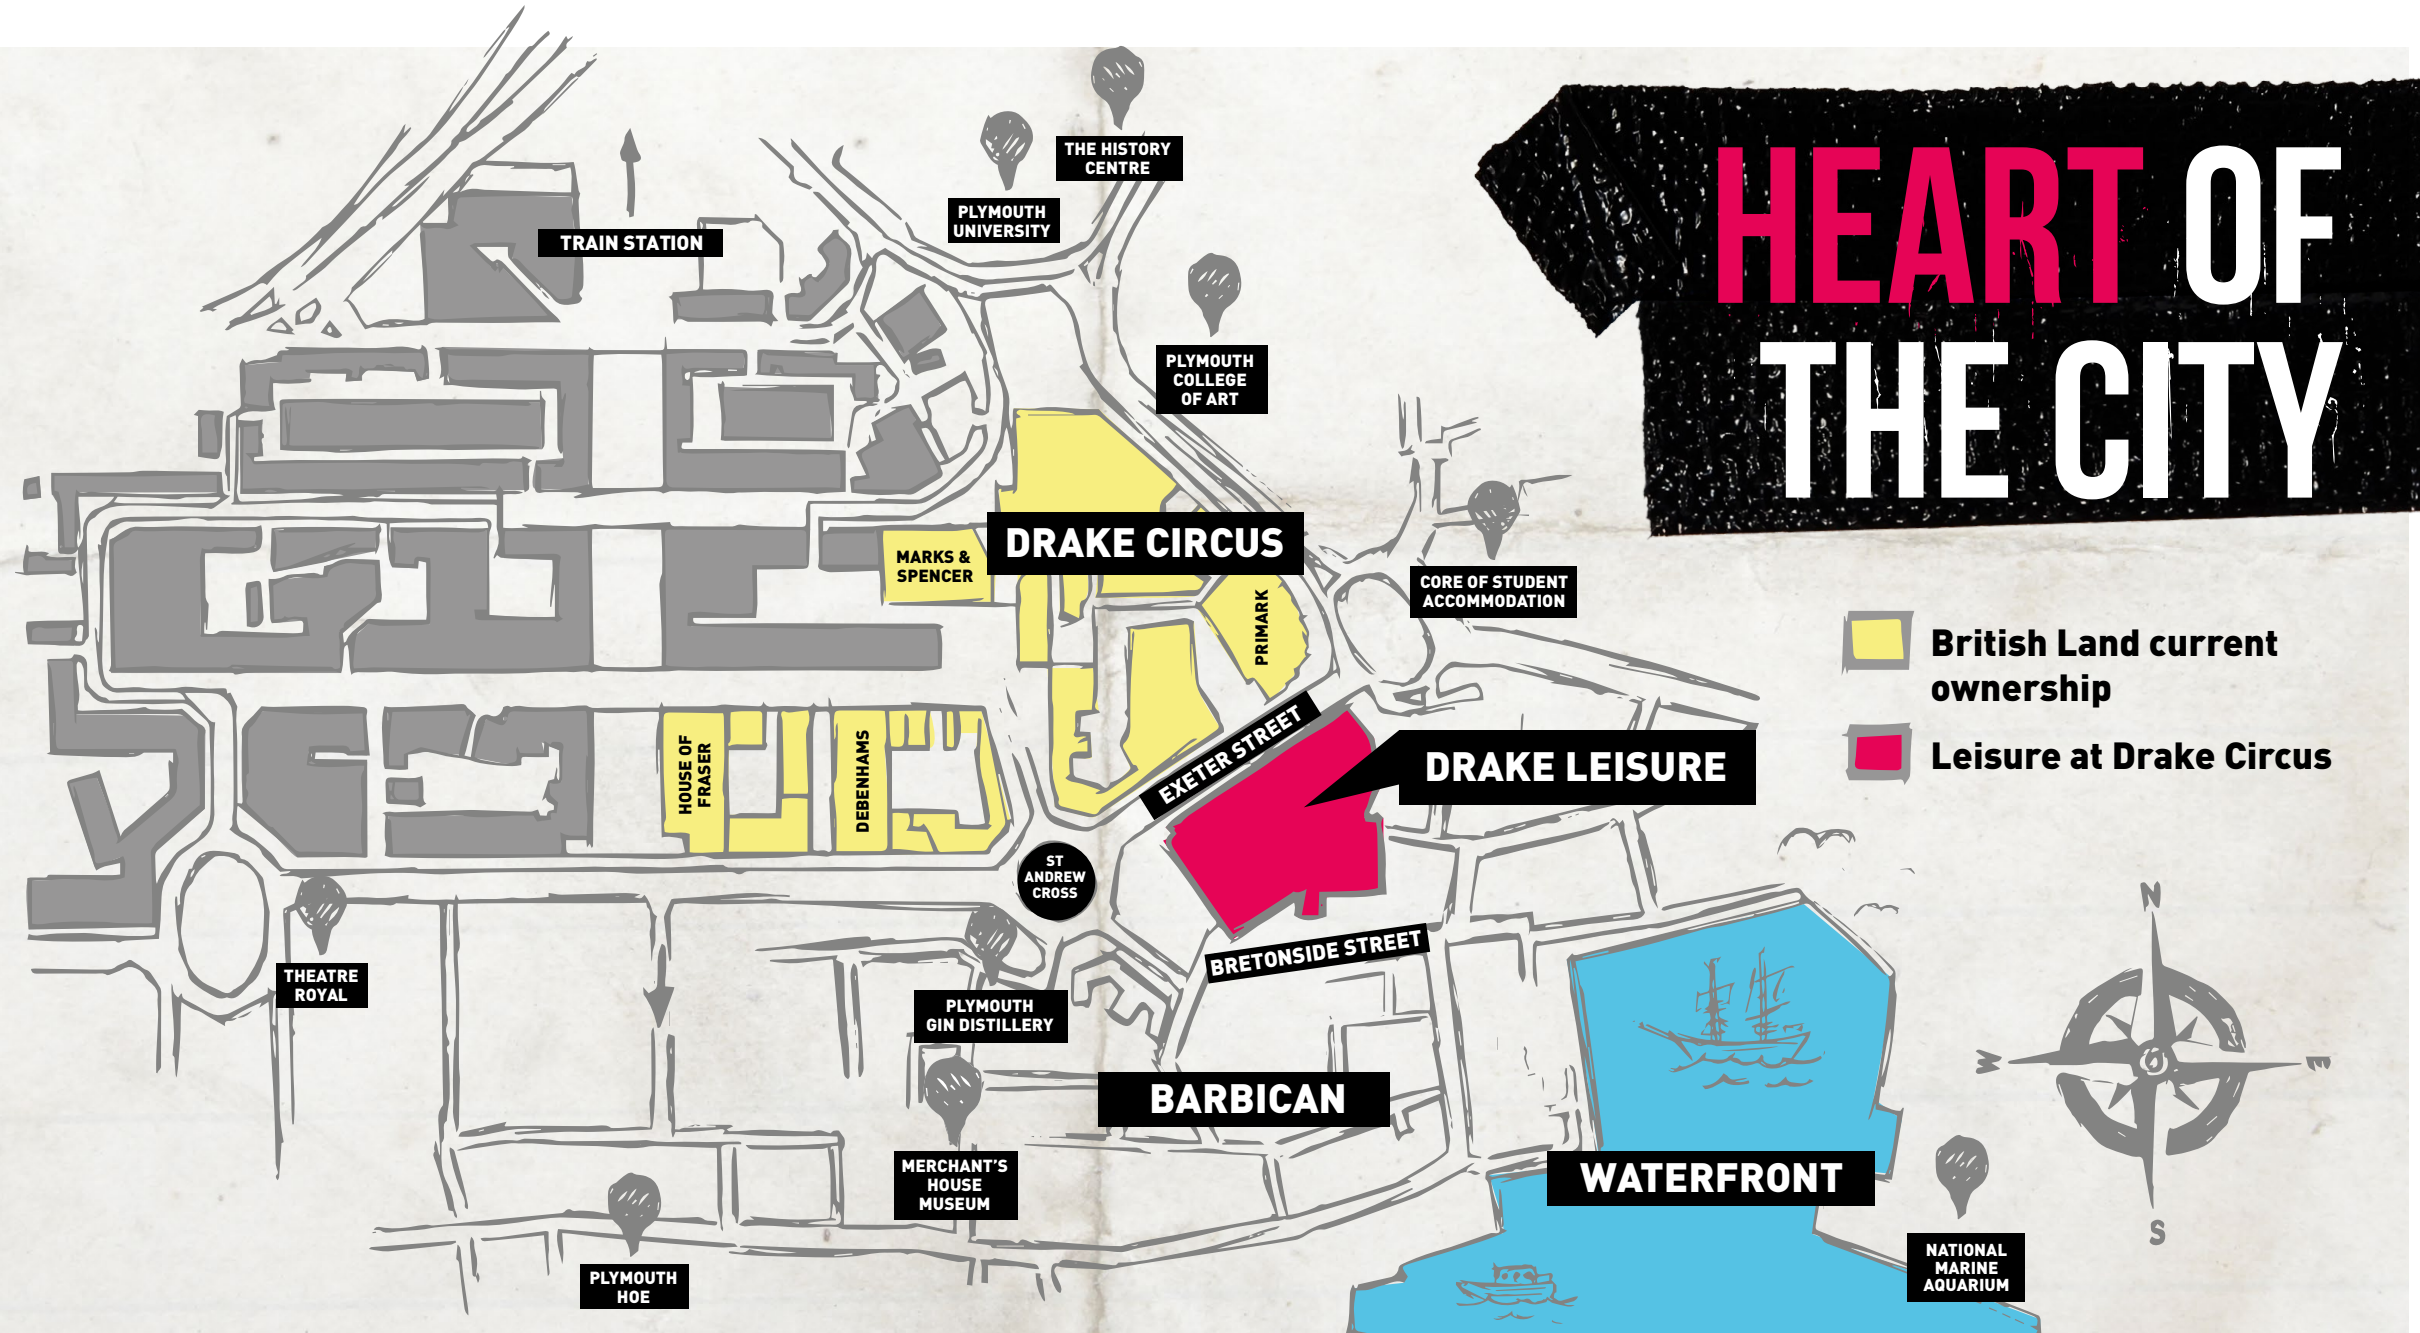 HEART OF
THE CITY
THE HISTORY
CENTRE
PLYMOUTH
UNIVERSITY
TRAIN STATION
PLYMOUTH
COLLEGE
OF ART
DRAKE CIRCUS
MARKS &
SPENCER
PRIMARK
CORE OF STUDENT
ACCOMMODATION
British Land current
ownership
Leisure at Drake Circus
HOUSE OF
FRASER
DEBENHAMS
EXETER STREET
DRAKE LEISURE
ST
ANDREW
CROSS
BRETONSIDE STREET
THEATRE
ROYAL
PLYMOUTH
GIN DISTILLERY
BARBICAN
MERCHANT'S
HOUSE
MUSEUM
WATERFRONT
PLYMOUTH
HOE
NATIONAL
MARINE
AQUARIUM
N
W
E
S